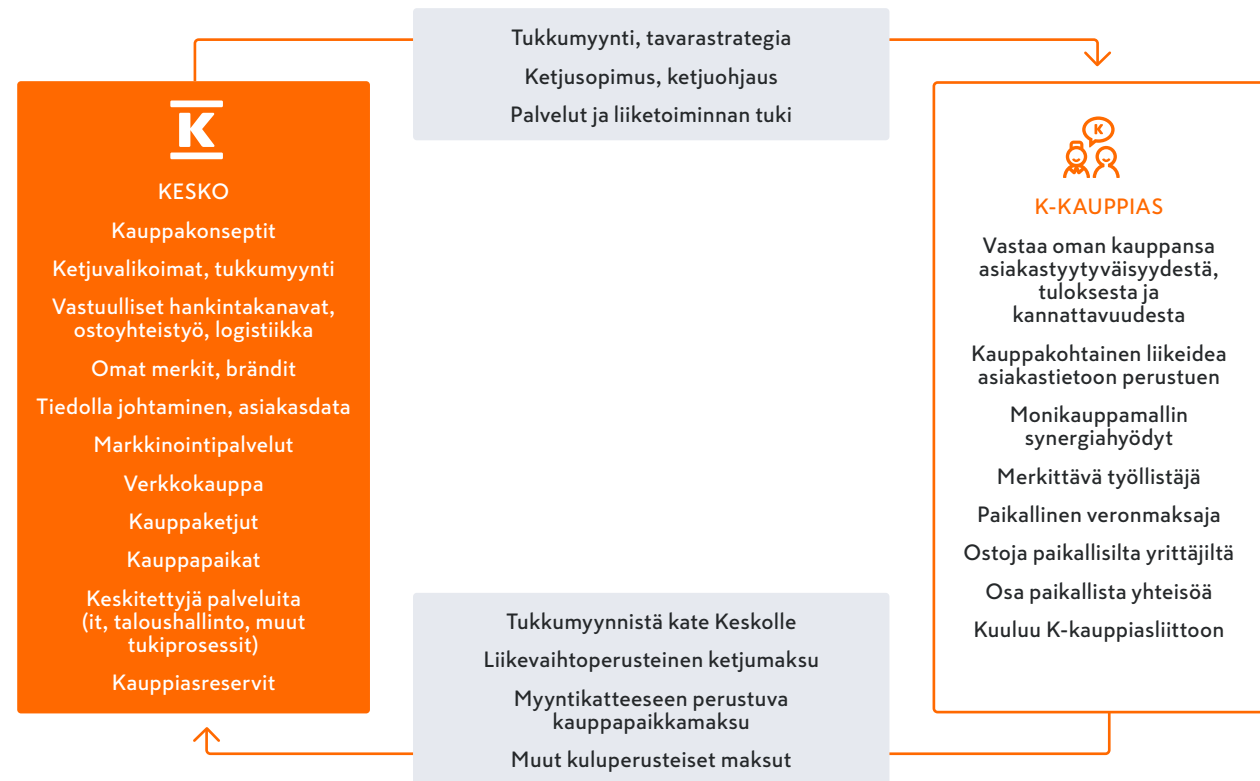 Tukkumyynti, tavarastrategia
Ketjusopimus, ketjuohjaus
Palvelut ja liiketoiminnan tuki
K
KESKO
Kauppakonseptit
Ketjuvalikoimat, tukkumyynti
Vastuulliset hankintakanavat,
ostoyhteistyö, logistiikka
Omat merkit, brändit
Tiedolla johtaminen, asiakasdata
Markkinointipalvelut
Verkkokauppa
Kauppaketjut
Kauppapaikat
Keskitettyjä palveluita
(it, taloushallinto, muut
tukiprosessit)
Kauppiasreservit
K
K-KAUPPIAS
Vastaa oman kauppansa
asiakastyytyväisyydestä,
tuloksesta ja
kannattavuudesta
Kauppakohtainen liikeidea
asiakastietoon perustuen
Monikauppamallin
synergiahyödyt
Merkittävä työllistäjä
Paikallinen veronmaksaja
Ostoja paikallisilta yrittäjiltä
Osa paikallista yhteisöä
Kuuluu K-kauppiasliittoon
Tukkumyynnistä kate Keskolle
Liikevaihtoperusteinen ketjumaksu
Myyntikatteeseen perustuva
kauppapaikkamaksu
Muut kuluperusteiset maksut